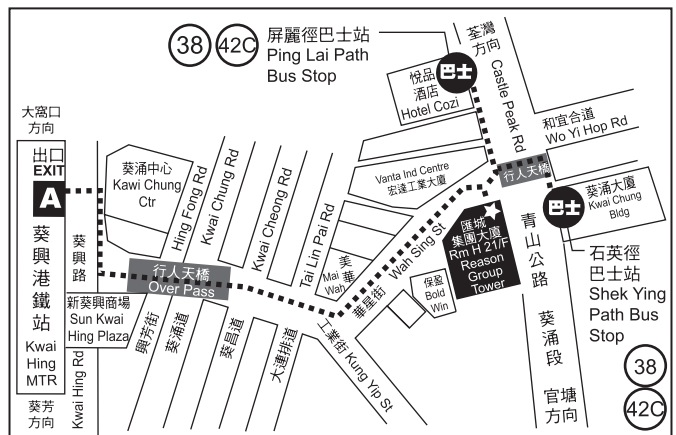 38
42C
屏麗徑巴士站
Ping Lai Path
Bus Stop
荃灣
方向
巴士
悅品
酒店
Hotel Cozi
Castle Peak Rd
和宜合道
Wo Yi Hop Rd
大窩口
方向
出口
EXIT
A
葵興港鐵站
Kwai
Hing
MTR
葵芳
方向
葵興路
Kwai Hing Rd
葵涌中心
Kawi Chung
Ctr
新葵興商場
Sun Kwai
Hing Plaza
行人天橋
Over Pass
Hing Fong Rd
Kwai Chung Rd
Kwai Cheong Rd
Tai Lin Pai Rd
興芳街
葵涌道
葵昌道
大連排道
Vanta Ind Centre
宏達工業大廈
美華
Mai
Wah
Wah Sing St
華星街
工業街 Kung Yip St
保盈
Bold
Win
匯城
集團大廈
Rm H 21/F
Reason
Group
Tower
行人天橋
巴士
葵涌大廈
Kwai Chung
Bldg
青山公路
葵涌段
官塘
方向
石英徑
巴士站
Shek Ying
Path Bus
Stop
38
42C